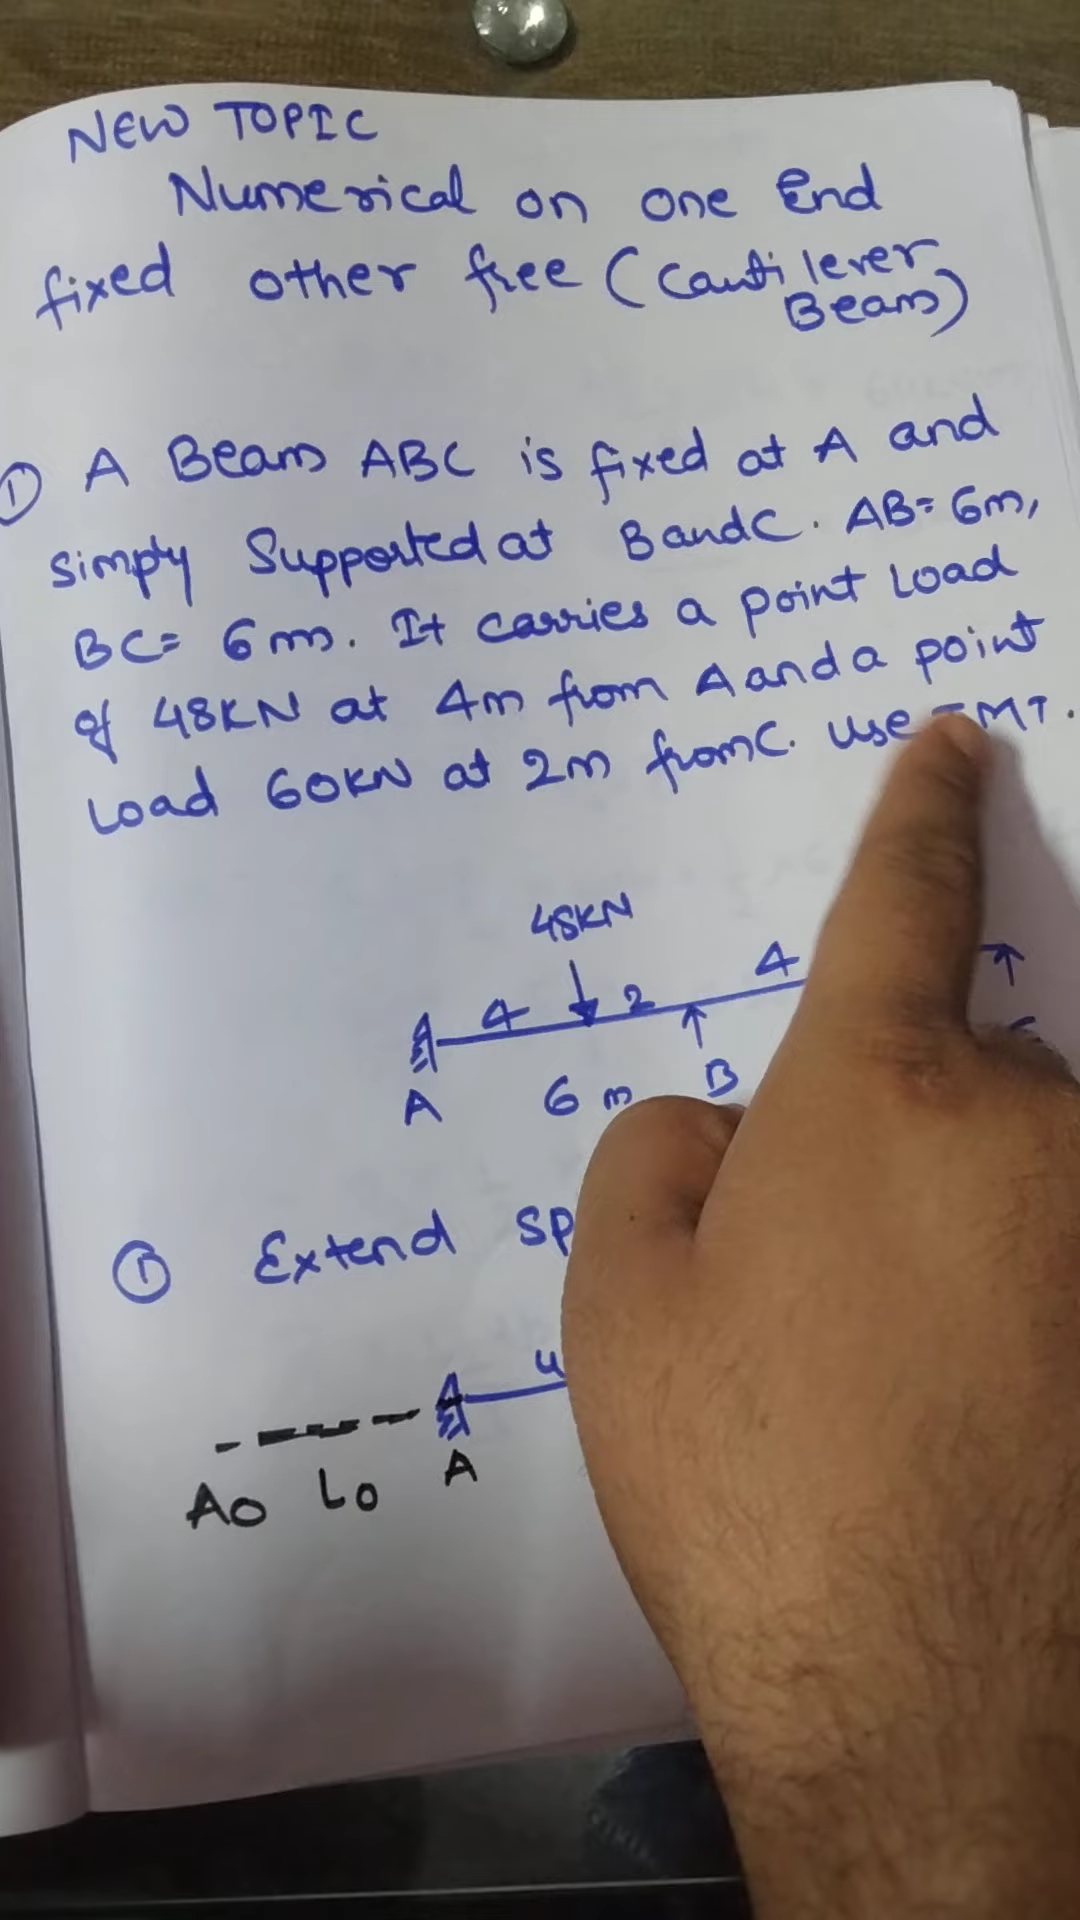 NEW TOPIC
Numerical on one End
fixed other free (Cantilever
Beam)
① A Beam ABC is fixed at A and
simply Supported at B and C. AB= 6m,
BC= 6m. It carries a point Load
of 48KN at 4m from A and a point
Load 60KN at 2m from C. Use TMT.
48KN
4 2 4
A 6 m B
① Extend
4
A0 L0 A